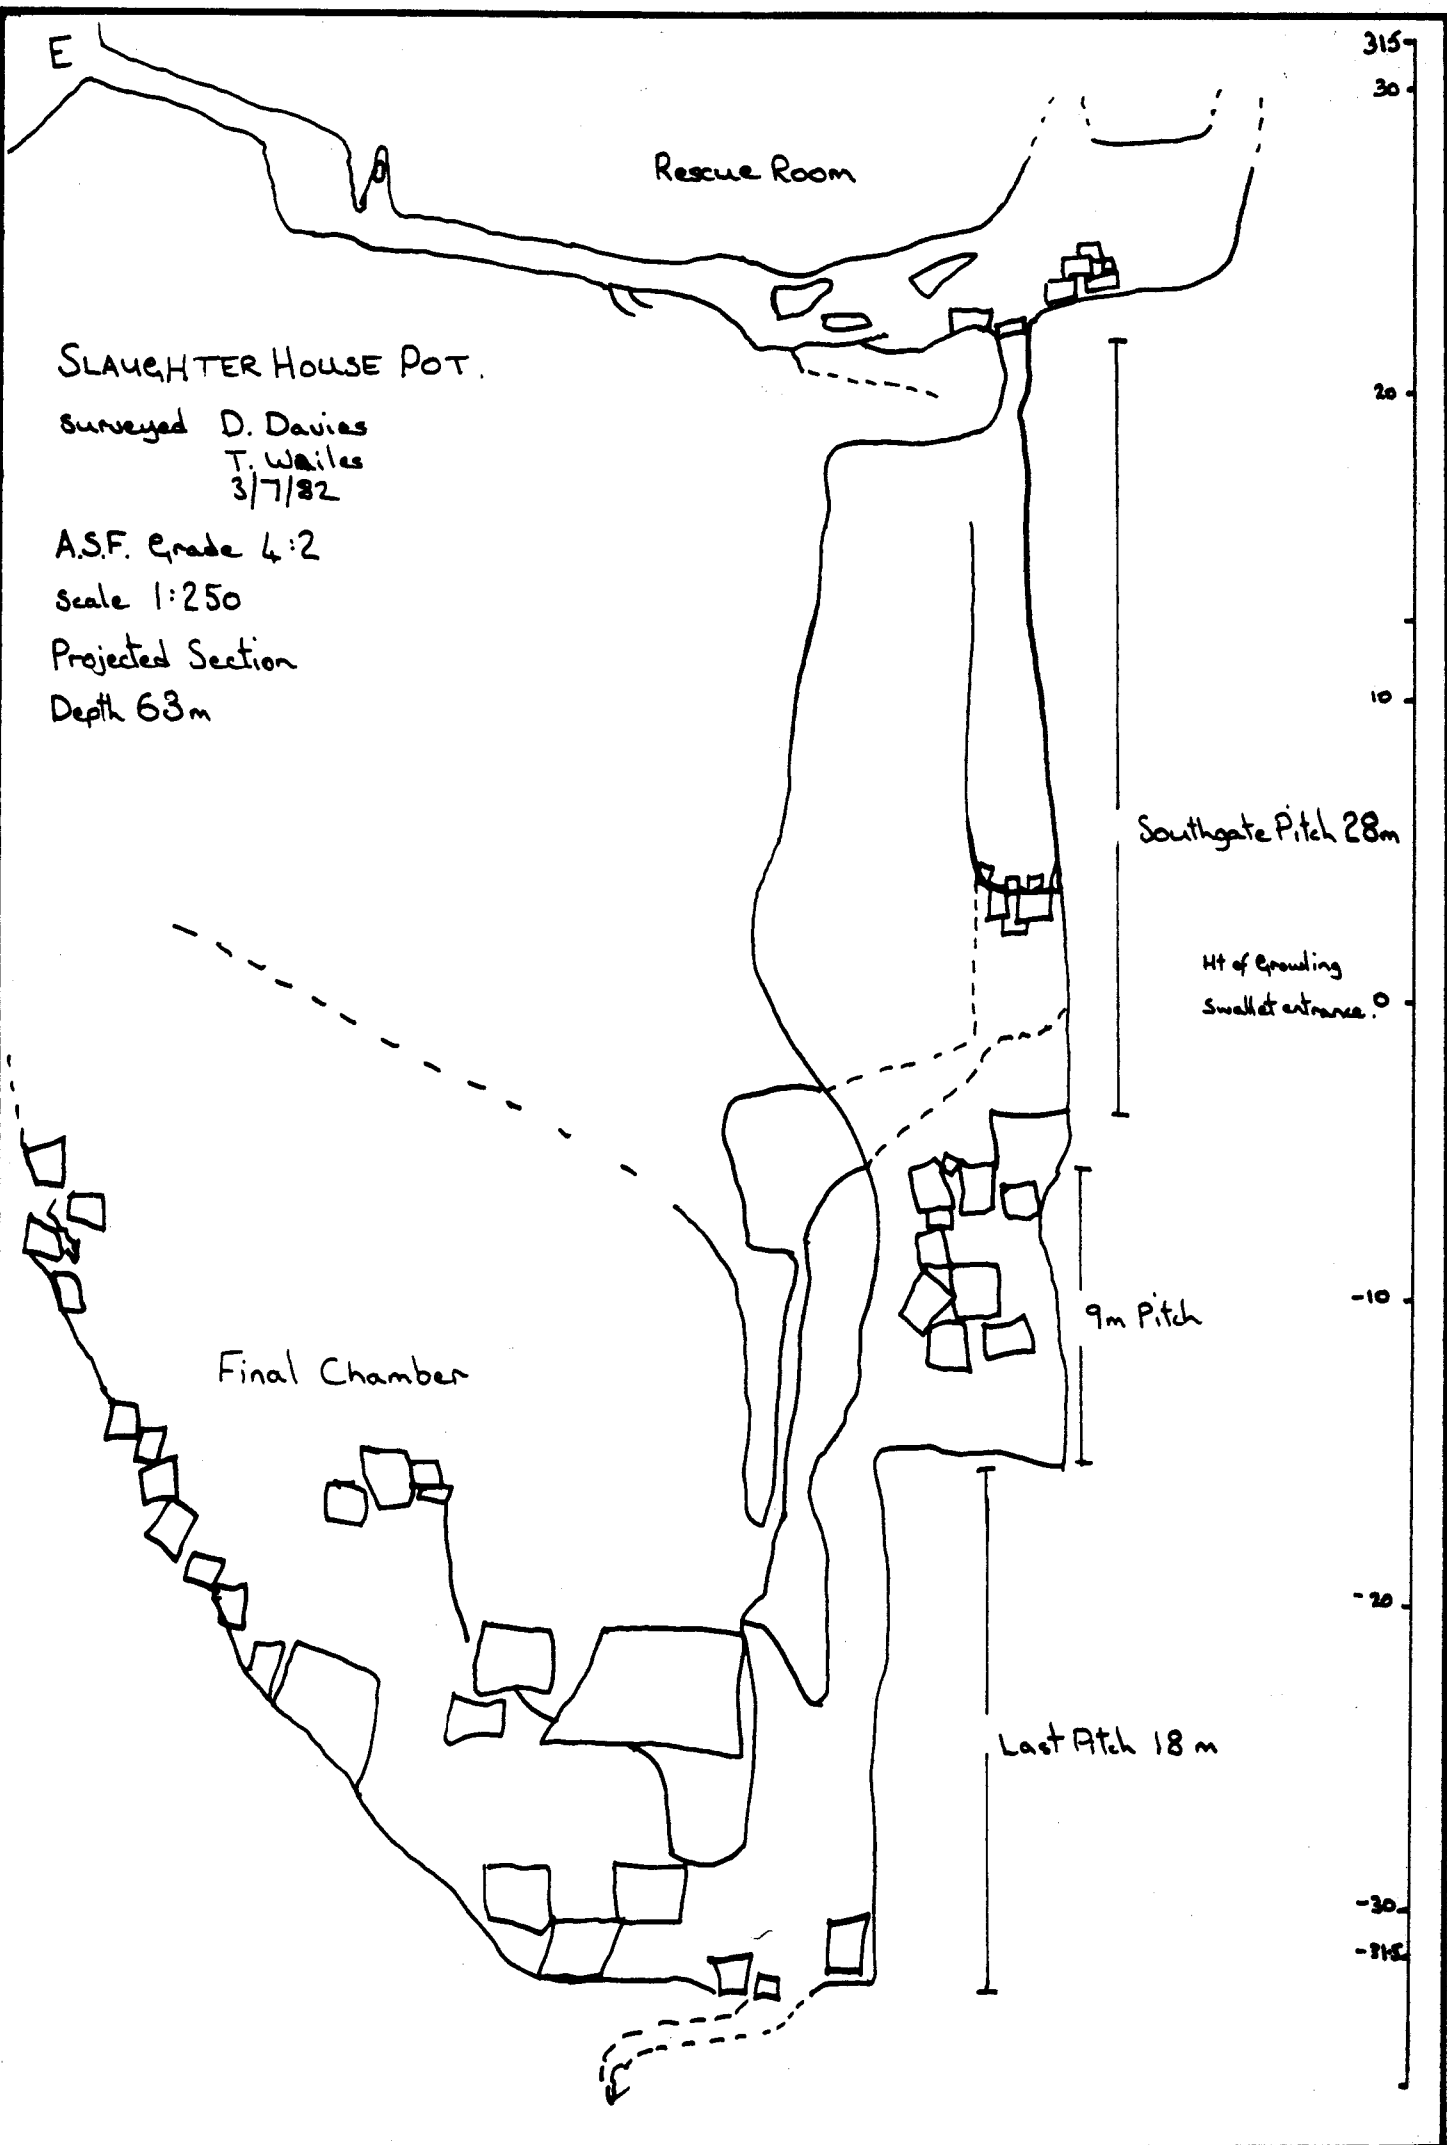 E
315
30
Rescue Room
SLAUGHTER HOUSE POT.
surveyed D. Davies
T. Wailes
3/7/82
20
A.S.F. Grade 4:2
Scale 1:250
Projected Section
Depth 63m
10
Southgate Pitch 28m
Ht of Growling
Swallet entrance.
0
-10
9m Pitch
Final Chamber
-20
Last Pitch 18m
-30
-315